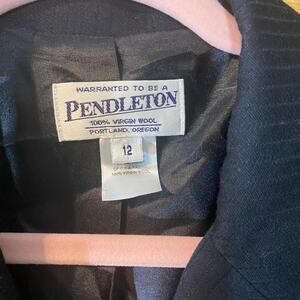 WARRANTED TO BE A
PENDLETON
100% VIRGIN WOOL
PORTLAND, OREGON
12